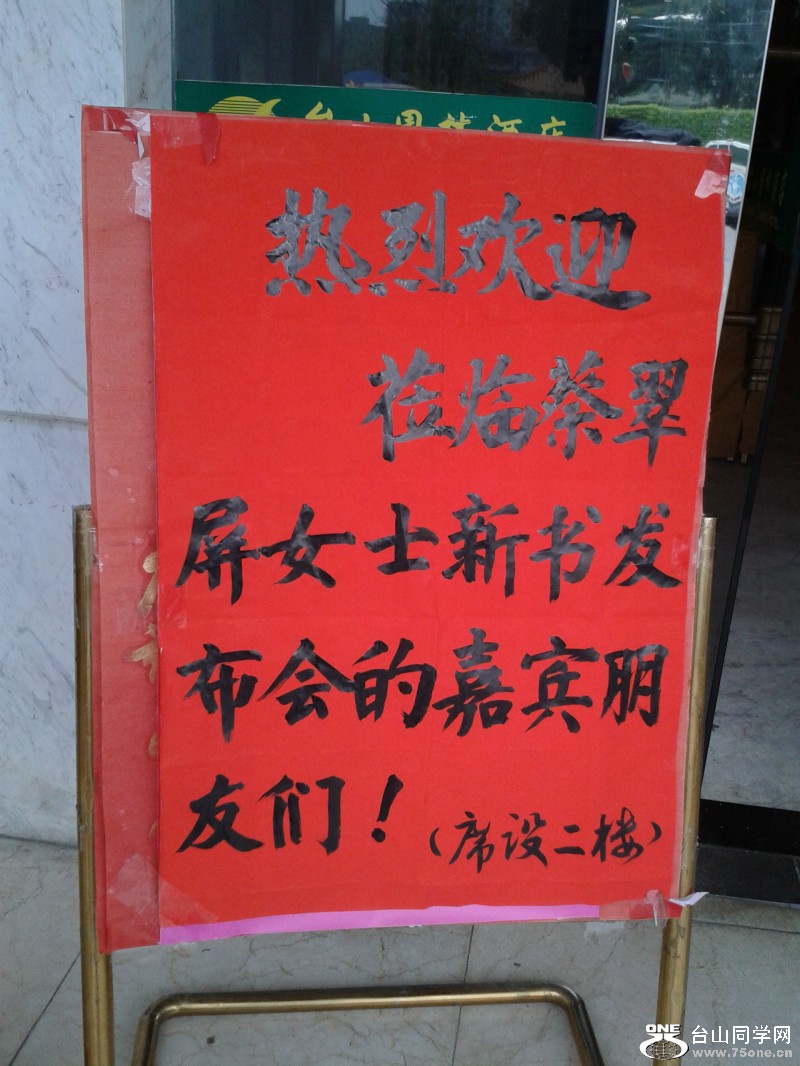 热烈欢迎
莅临蔡翠
屏女士新书发
布会的嘉宾朋
友们！
（席设二楼）
ONE 台山同学网
www.75one.cn